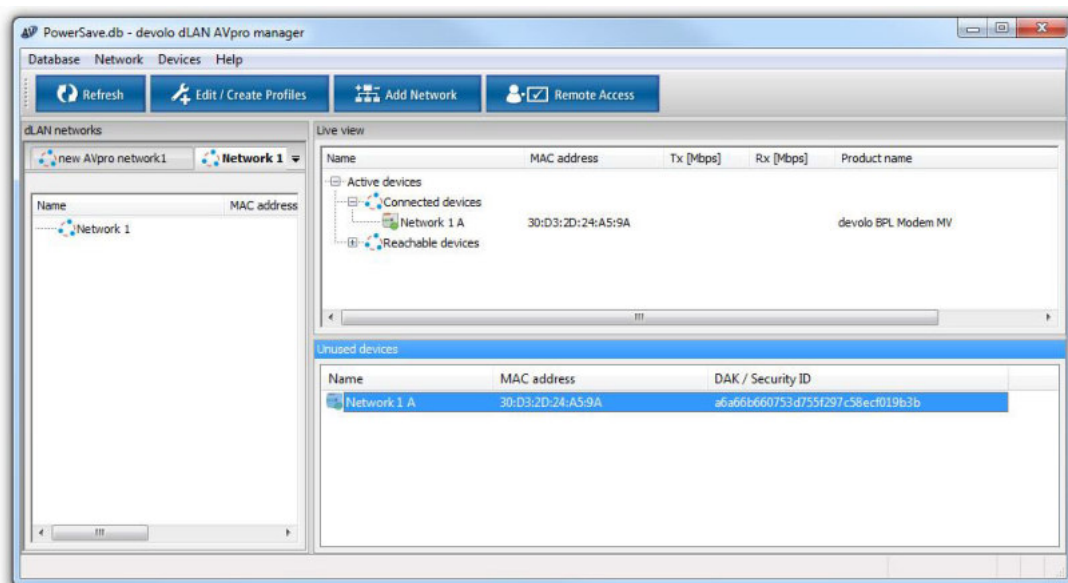 PowerSave.db - devolo dLAN AVpro manager
Database Network Devices Help
Refresh Edit / Create Profiles Add Network Remote Access
dLAN networks
new AVpro network1 Network 1
Name MAC address
Network 1
Live view
Name MAC address Tx [Mbps] Rx [Mbps] Product name
Active devices
Connected devices
Network 1 A 30:D3:2D:24:A5:9A devolo BPL Modem MV
Reachable devices
Unused devices
Name MAC address DAK / Security ID
Network 1 A 30:D3:2D:24:A5:9A a6a66b660753d755f297c58ecf019b3b